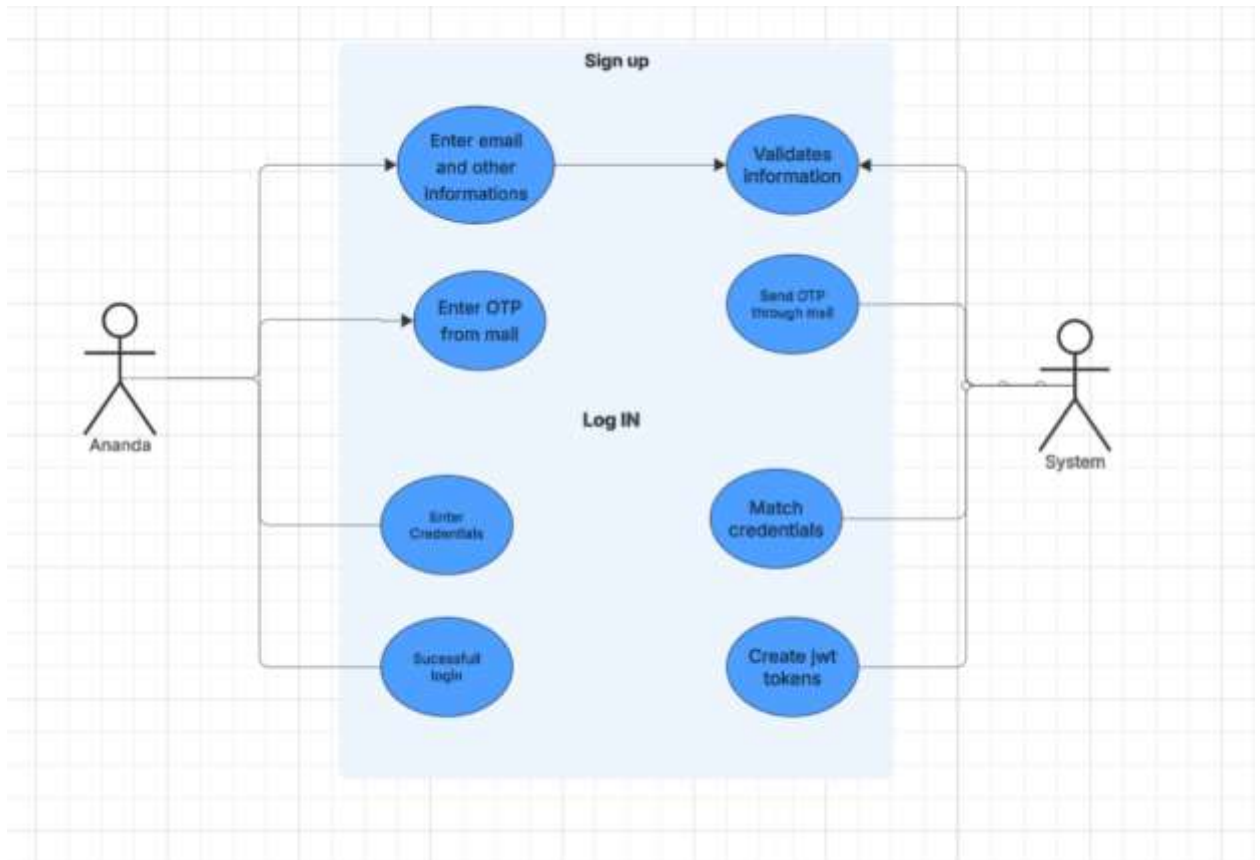 Sign up
Enter email
and other
informations
Validates
information
Enter OTP
from mail
Send OTP
through mail
Ananda
System
Log IN
Enter
Credentials
Match
credentials
Sucessfull
login
Create jwt
tokens